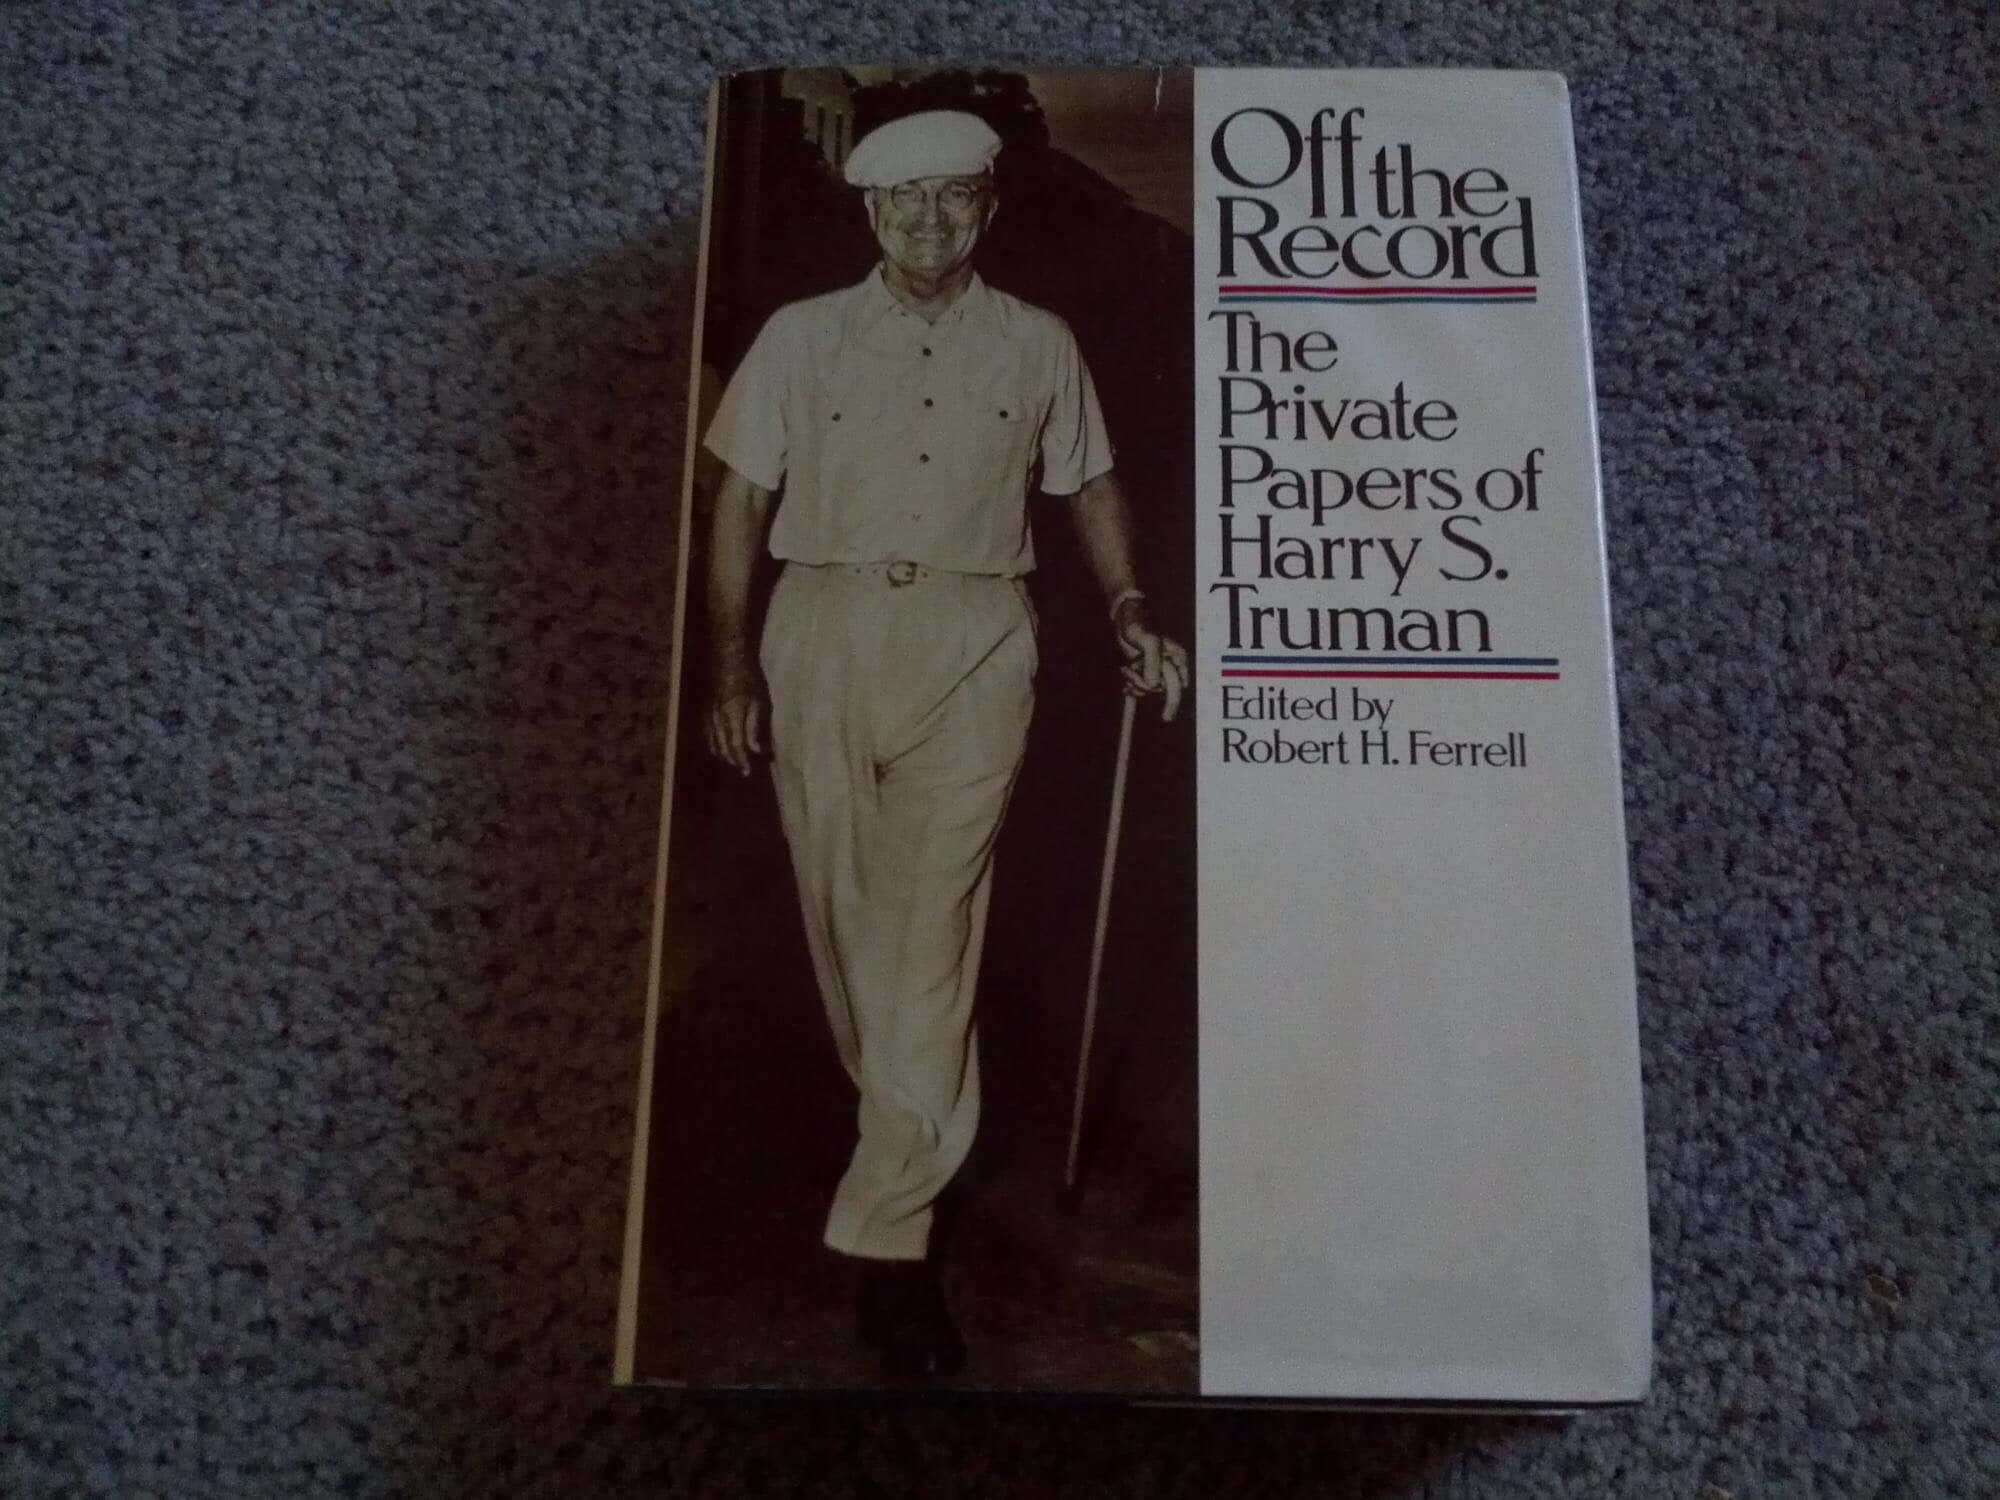 Off the
Record
The
Private
Papers of
Harry S.
Truman
Edited by
Robert H. Ferrell